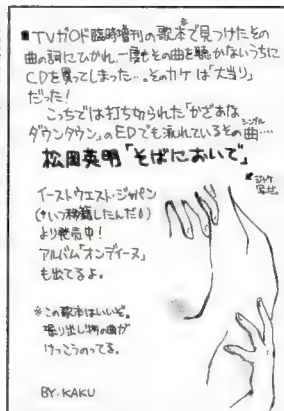 ■TVガイド臨時増刊の歌本※で見つけたその
曲の詞にひかれ、一度もその曲を聴かないうちに
CDを買ってしまった…。そのカケは「大当り」
だった!
こっちでは打ち切られた「かざあな
ダウンタウン」のEDでも流れているその曲(シングル)‥‥
松岡英明「そばにおいで」
ジャケ
写だ。
イーストウエスト・ジャパン
(*いつ移籍したんだ!)
より発売中!
アルバム「オンディーヌ」
も出てるよ。
※この歌本はいいぞ。
掘り出し物の曲が
けっこうのってる。
BY.KAKU